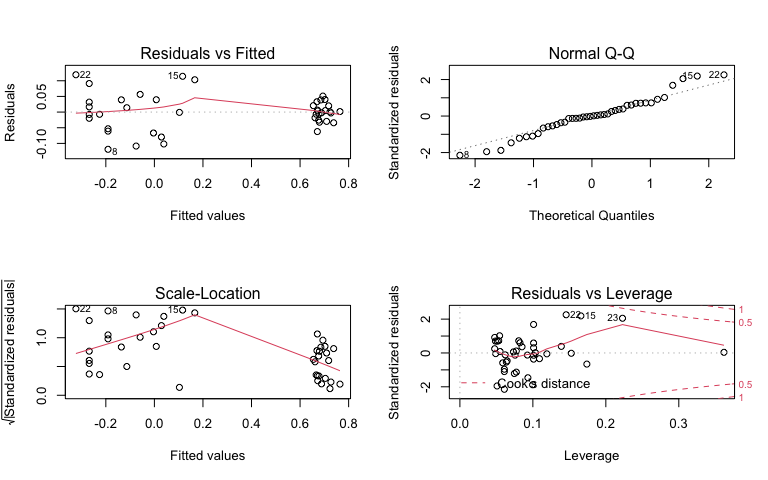 Residuals vs Fitted
Residuals
0.05
-0.10
22
15
8
-0.2 0.0 0.2 0.4 0.6 0.8
Fitted values
Normal Q-Q
Standardized residuals
2
0
-2
15
22
8
-2 -1 0 1 2
Theoretical Quantiles
Scale-Location
√|Standardized residuals|
1.0
0.0
22
8
15
-0.2 0.0 0.2 0.4 0.6 0.8
Fitted values
Residuals vs Leverage
Standardized residuals
2
0
-2
22
15
23
1
0.5
0.5
1
Cook's distance
0.0 0.1 0.2 0.3
Leverage